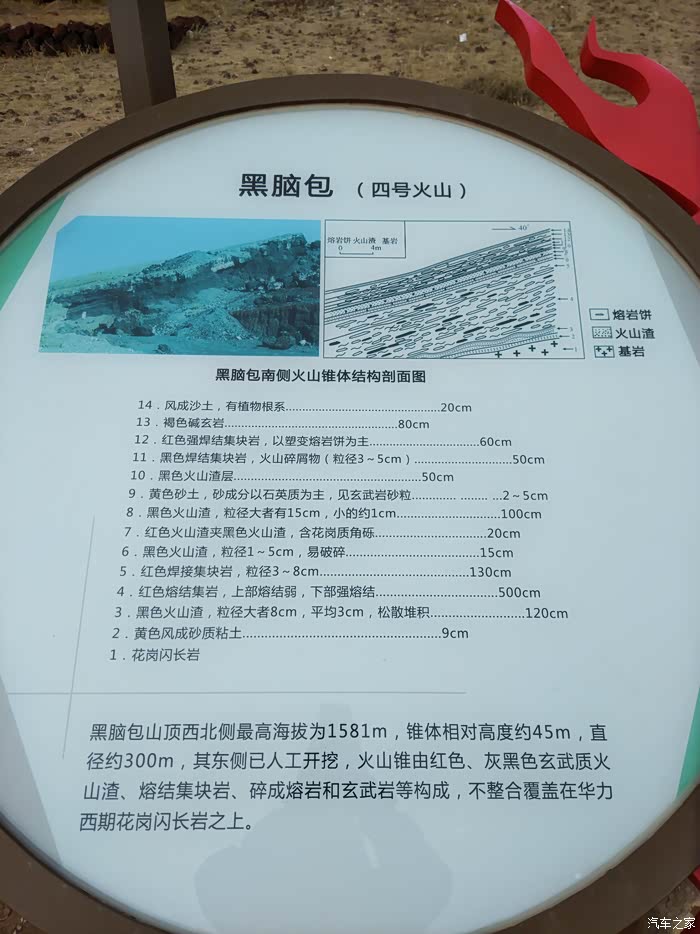 黑脑包（四号火山）
40°
熔岩饼 火山渣 基岩
0 4m
熔岩饼
火山渣
基岩
黑脑包南侧火山锥体结构剖面图
14．风成沙土，有植物根系..............................................20cm
13．褐色碱玄岩....................................................80cm
12．红色强焊结集块岩，以塑变熔岩饼为主.................................60cm
11．黑色焊结集块岩，火山碎屑物（粒径3~5cm）..............................50cm
10．黑色火山渣层.......................................................50cm
9．黄色砂土，砂成分以石英质为主，见玄武岩砂粒............. ........ ...2~5cm
8．黑色火山渣，粒径大者有15cm，小的约1cm...............................100cm
7．红色火山渣夹黑色火山渣，含花岗质角砾.................................20cm
6．黑色火山渣，粒径1~5cm，易破碎.......................................15cm
5．红色焊接集块岩，粒径3~8cm............................................130cm
4．红色熔结集岩，上部熔结弱，下部强熔结....................................500cm
3．黑色火山渣，粒径大者8cm，平均3cm，松散堆积............................120cm
2．黄色风成砂质粘土...........................................................9cm
1．花岗闪长岩
黑脑包山顶西北侧最高海拔为1581m，锥体相对高度约45m，直
径约300m，其东侧已人工开挖，火山锥由红色、灰黑色玄武质火
山渣、熔结集块岩、碎成熔岩和玄武岩等构成，不整合覆盖在华力
西期花岗闪长岩之上。
汽车之家